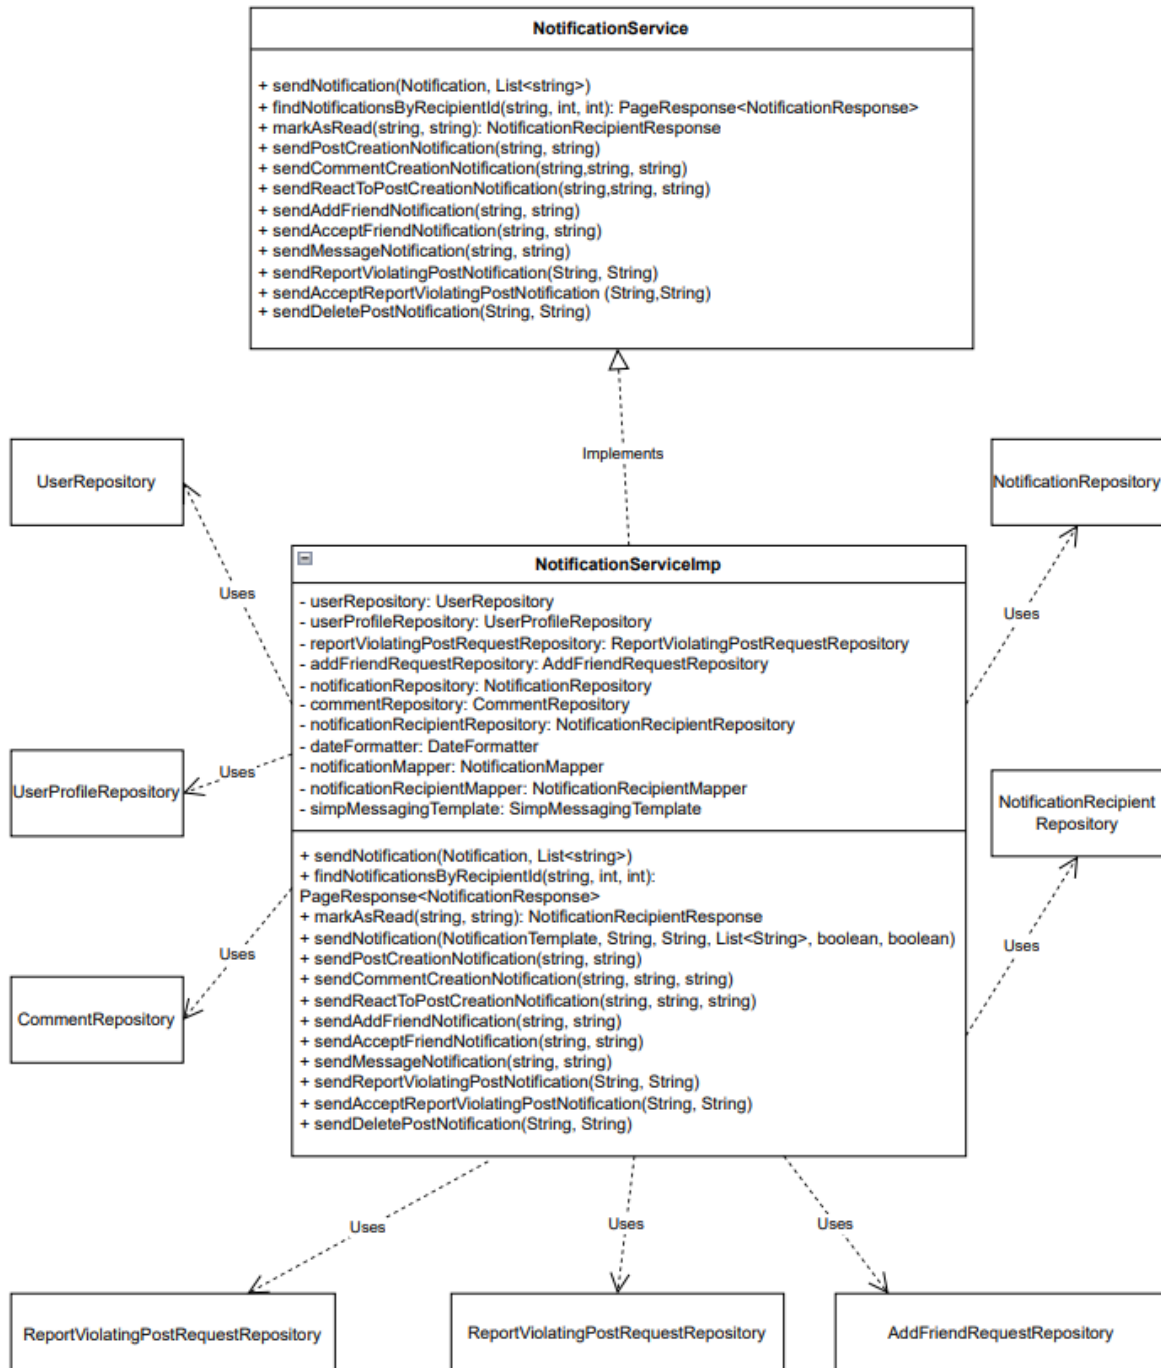 NotificationService
+ sendNotification(Notification, List<string>)
+ findNotificationsByRecipientId(string, int, int): PageResponse<NotificationResponse>
+ markAsRead(string, string): NotificationRecipientResponse
+ sendPostCreationNotification(string, string)
+ sendCommentCreationNotification(string,string, string)
+ sendReactToPostCreationNotification(string,string, string)
+ sendAddFriendNotification(string, string)
+ sendAcceptFriendNotification(string, string)
+ sendMessageNotification(string, string)
+ sendReportViolatingPostNotification(String, String)
+ sendAcceptReportViolatingPostNotification (String,String)
+ sendDeletePostNotification(String, String)
Implements
UserRepository
NotificationRepository
Uses
Uses
NotificationServiceImp
- userRepository: UserRepository
- userProfileRepository: UserProfileRepository
- reportViolatingPostRequestRepository: ReportViolatingPostRequestRepository
- addFriendRequestRepository: AddFriendRequestRepository
- notificationRepository: NotificationRepository
- commentRepository: CommentRepository
- notificationRecipientRepository: NotificationRecipientRepository
- dateFormatter: DateFormatter
- notificationMapper: NotificationMapper
- notificationRecipientMapper: NotificationRecipientMapper
- simpMessagingTemplate: SimpMessagingTemplate
+ sendNotification(Notification, List<string>)
+ findNotificationsByRecipientId(string, int, int):
PageResponse<NotificationResponse>
+ markAsRead(string, string): NotificationRecipientResponse
+ sendNotification(NotificationTemplate, String, String, List<String>, boolean, boolean)
+ sendPostCreationNotification(string, string)
+ sendCommentCreationNotification(string, string, string)
+ sendReactToPostCreationNotification(string, string, string)
+ sendAddFriendNotification(string, string)
+ sendAcceptFriendNotification(string, string)
+ sendMessageNotification(string, string)
+ sendReportViolatingPostNotification(String, String)
+ sendAcceptReportViolatingPostNotification(String, String)
+ sendDeletePostNotification(String, String)
UserProfileRepository
Uses
NotificationRecipient
Repository
Uses
Uses
CommentRepository
Uses
Uses
Uses
ReportViolatingPostRequestRepository
ReportViolatingPostRequestRepository
AddFriendRequestRepository